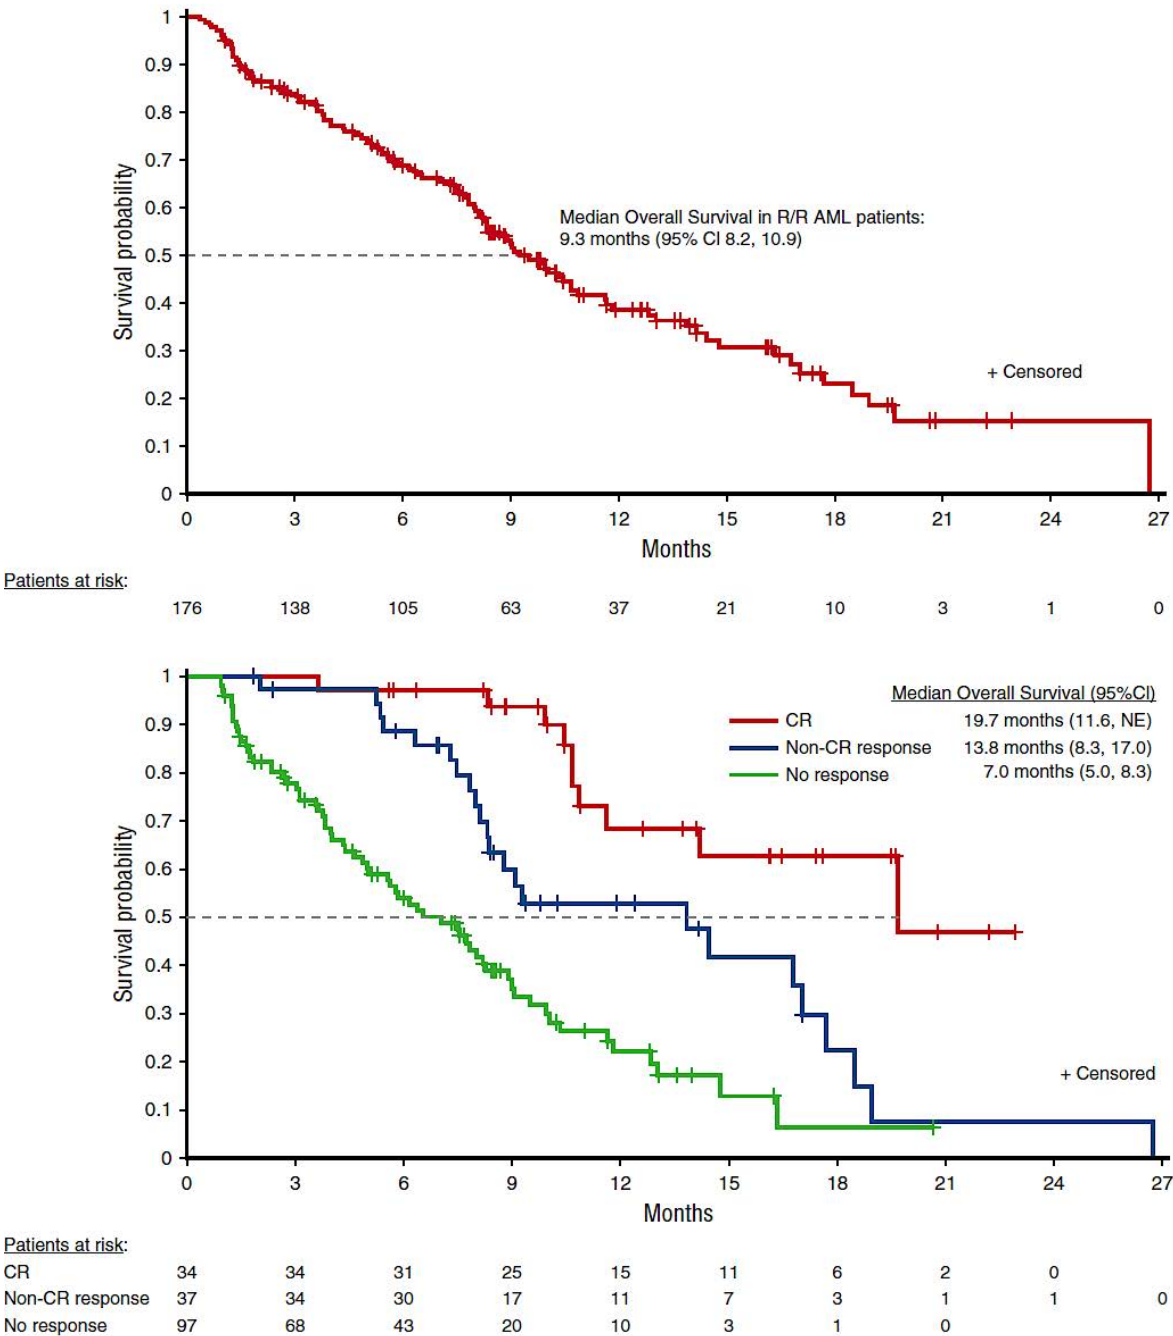 1
0.9
0.8
0.7
0.6
0.5
0.4
0.3
0.2
0.1
0
Survival probability
Median Overall Survival in R/R AML patients:
9.3 months (95% CI 8.2, 10.9)
+ Censored
0 3 6 9 12 15 18 21 24 27
Months
Patients at risk:
176 138 105 63 37 21 10 3 1 0
1
0.9
0.8
0.7
0.6
0.5
0.4
0.3
0.2
0.1
0
Survival probability
Median Overall Survival (95%CI)
CR 19.7 months (11.6, NE)
Non-CR response 13.8 months (8.3, 17.0)
No response 7.0 months (5.0, 8.3)
+ Censored
0 3 6 9 12 15 18 21 24 27
Months
Patients at risk:
CR 34 34 31 25 15 11 6 2 0
Non-CR response 37 34 30 17 11 7 3 1 1 0
No response 97 68 43 20 10 3 1 0